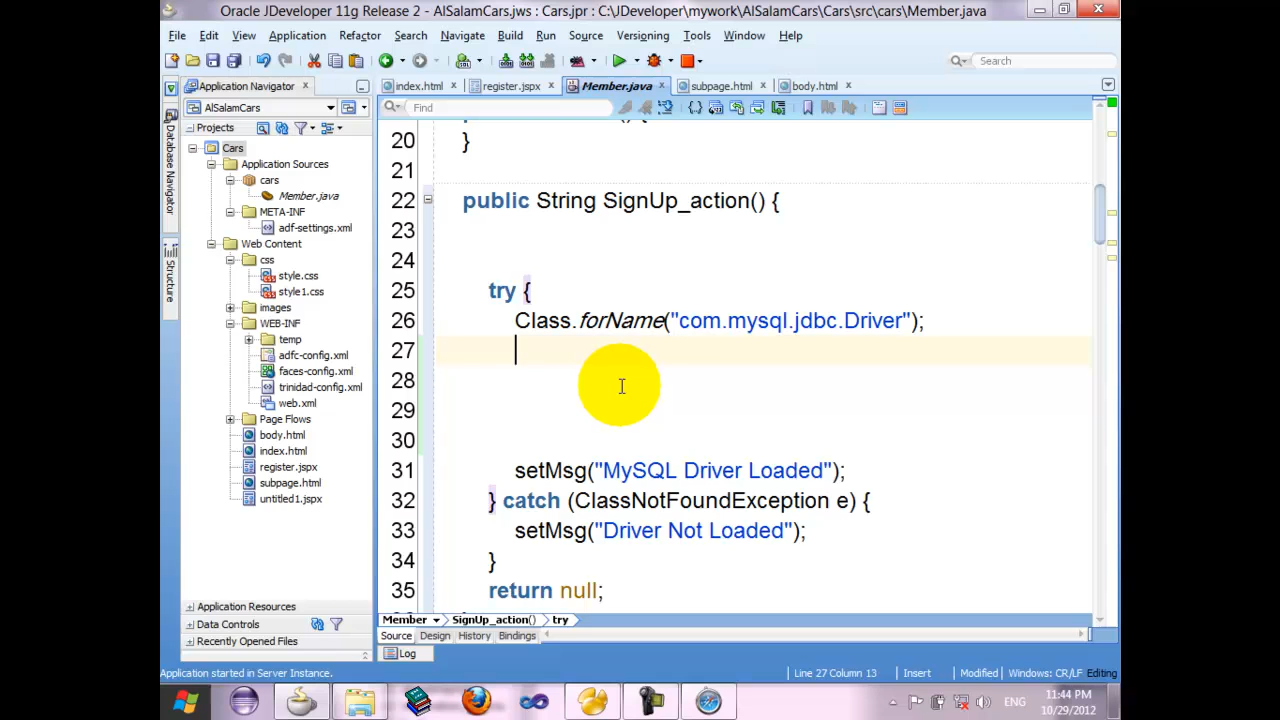 Oracle JDeveloper 11g Release 2 - AlSalamCars.jws : Cars.jpr : C:\JDeveloper\mywork\AlSalamCars\Cars\src\cars\Member.java
File Edit View Application Refactor Search Navigate Build Run Source Versioning Tools Window Help
Search
Application Navigator
index.html register.jspx Member.java subpage.html body.html
AlSalamCars
Find
Projects
Database Navigator
Structure
Cars
Application Sources
cars
Member.java
META-INF
adf-settings.xml
Web Content
css
style.css
style1.css
images
WEB-INF
temp
adfc-config.xml
faces-config.xml
trinidad-config.xml
web.xml
Page Flows
body.html
index.html
register.jspx
subpage.html
untitled1.jspx
Application Resources
Data Controls
Recently Opened Files
20 }
21
22 public String SignUp_action() {
23
24
25 try {
26 Class.forName("com.mysql.jdbc.Driver");
27
28
29
30
31 setMsg("MySQL Driver Loaded");
32 } catch (ClassNotFoundException e) {
33 setMsg("Driver Not Loaded");
34 }
35 return null;
Member SignUp_action() try
Source Design History Bindings
Log
Application started in Server Instance.
Line 27 Column 13 Insert Modified Windows: CR/LF Editing
ENG
11:44 PM
10/29/2012